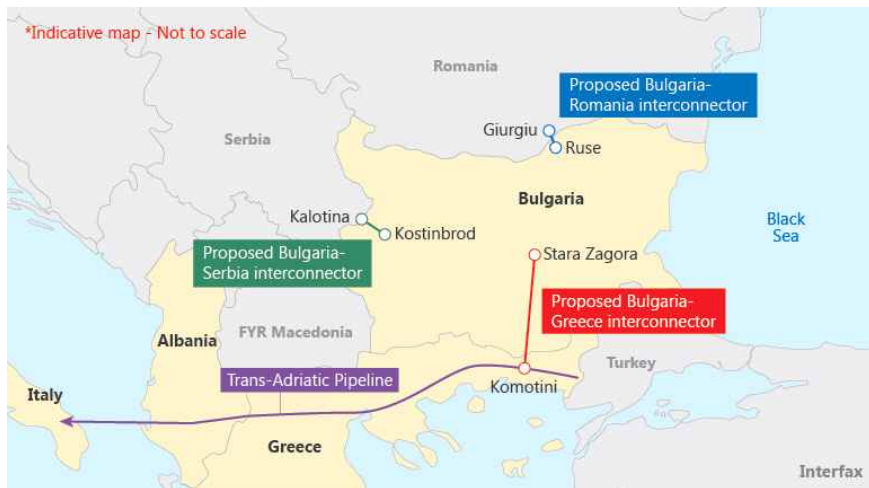 *Indicative map - Not to scale
Romania
Proposed Bulgaria-
Romania interconnector
Giurgiu
Ruse
Serbia
Bulgaria
Kalotina
Kostinbrod
Black
Sea
Proposed Bulgaria-
Serbia interconnector
Stara Zagora
Proposed Bulgaria-
Greece interconnector
FYR Macedonia
Albania
Turkey
Trans-Adriatic Pipeline
Komotini
Italy
Greece
Interfax